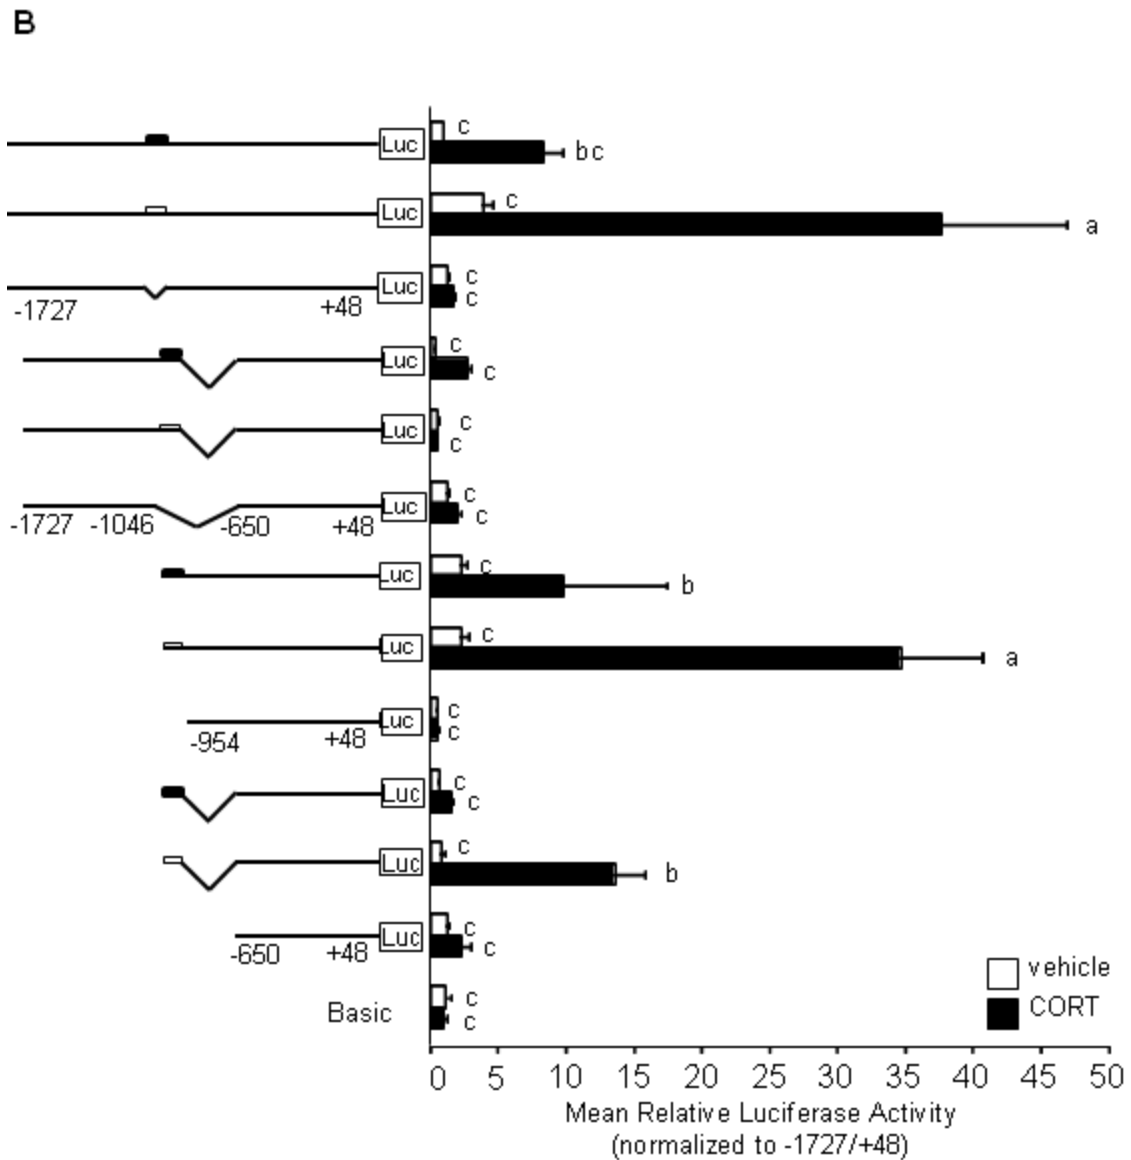 B
Luc c
bc
Luc c
a
Luc c
c
-1727 +48
Luc c
c
Luc c
c
Luc c
c
-1727 -1046 -650 +48
Luc c
b
Luc c
a
Luc c
c
-954 +48
Luc c
c
Luc c
b
Luc c
c
-650 +48
vehicle
Basic c
c
CORT
0 5 10 15 20 25 30 35 40 45 50
Mean Relative Luciferase Activity
(normalized to -1727/+48)